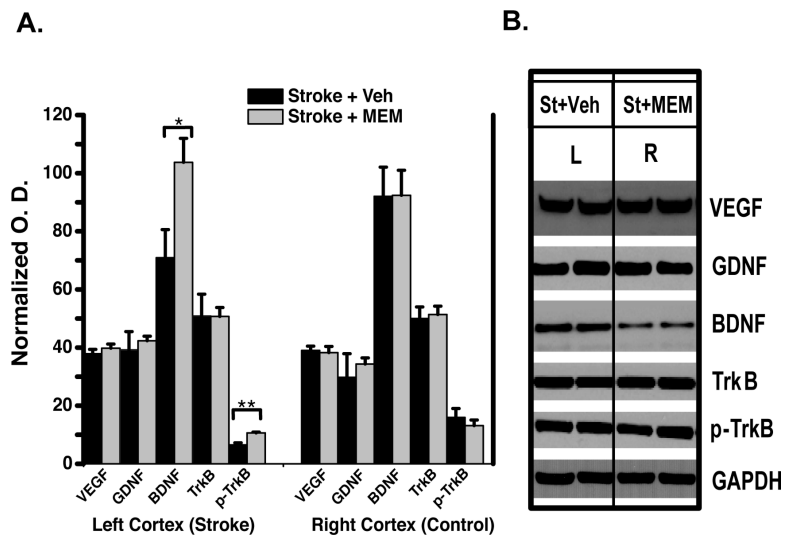 A.
Normalized O. D.
120
100
80
60
40
20
0
Stroke + Veh
Stroke + MEM
*
**
VEGF
GDNF
BDNF
TrkB
p-TrkB
VEGF
GDNF
BDNF
TrkB
p-TrkB
Left Cortex (Stroke)
Right Cortex (Control)
B.
St+Veh
St+MEM
L
R
VEGF
GDNF
BDNF
TrkB
p-TrkB
GAPDH